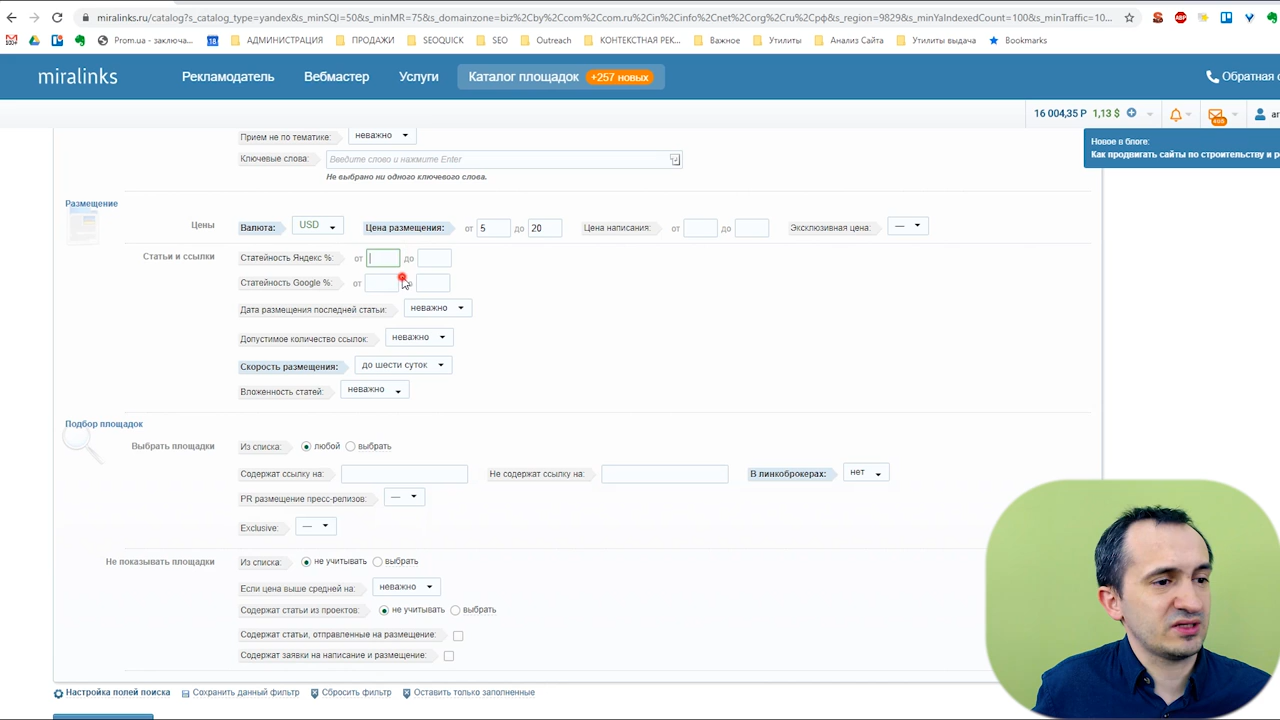 miralinks.ru/catalog?s_catalog_type=yandex&s_minSQI=50&s_minMR=75&s_domainzone=biz%2Cby%2Ccom%2Ccom.ru%2Cin%2Cinfo%2Cnet%2Corg%2Cru%2Cрф&s_region=9829&s_minYaIndexedCount=100&s_minTraffic=10...
Prom.ua - заключа... АДМИНИСТРАЦИЯ ПРОДАЖИ SEOQUICK SEO Outreach КОНТЕКСТНАЯ РЕК... Важное Утилиты Анализ Сайта Утилиты выдача Bookmarks
miralinks Рекламодатель Вебмастер Услуги Каталог площадок +257 новых Обратная
16 004,35 Р 1,13 $
Новое в блоге:
Как продвигать сайты по строительству и р
Прием не по тематике: неважно
Ключевые слова: Введите слово и нажмите Enter
Не выбрано ни одного ключевого слова.
Размещение
Цены Валюта: USD Цена размещения: от 5 до 20 Цена написания: от до Эксклюзивная цена: —
Статьи и ссылки Статейность Яндекс %: от до
Статейность Google %: от
Дата размещения последней статьи: неважно
Допустимое количество ссылок: неважно
Скорость размещения: до шести суток
Вложенность статей: неважно
Подбор площадок
Выбрать площадки Из списка: любой выбрать
Содержат ссылку на: Не содержат ссылку на: В линкоброкерах: нет
PR размещение пресс-релизов: —
Exclusive: —
Не показывать площадки Из списка: не учитывать выбрать
Если цена выше средней на: неважно
Содержат статьи из проектов: не учитывать выбрать
Содержат статьи, отправленные на размещение:
Содержат заявки на написание и размещение:
Настройка полей поиска Сохранить данный фильтр Сбросить фильтр Оставить только заполненные